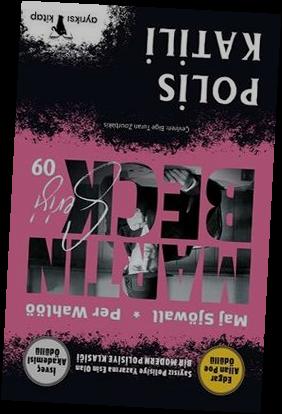 Edgar
Allan Poe
Ödülü
Sayısız Polisiye Yazarına Esin Olan
BİR MODERN POLİSİYE KLASİĞİ
İsveç
Akademisi
Ödülü
Maj Sjöwall * Per Wahlöö
MARTIN
BECK
Serisi
09
Çeviren: Bige Turan Zourbakis
POLİS
KATİLİ
ayrıksı kitap